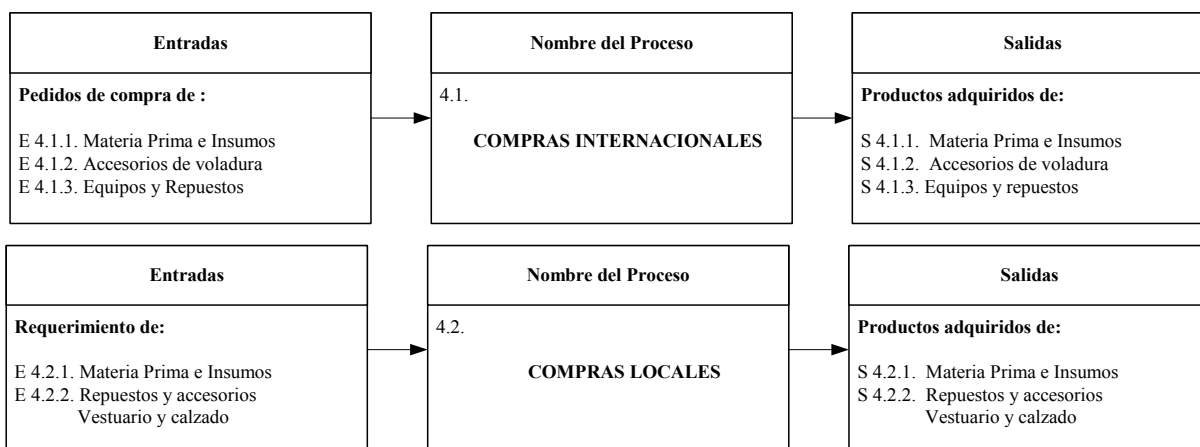 Entradas
Pedidos de compra de :
E 4.1.1. Materia Prima e Insumos
E 4.1.2. Accesorios de voladura
E 4.1.3. Equipos y Repuestos
Nombre del Proceso
4.1.
COMPRAS INTERNACIONALES
Salidas
Productos adquiridos de:
S 4.1.1. Materia Prima e Insumos
S 4.1.2. Accesorios de voladura
S 4.1.3. Equipos y repuestos
Entradas
Requerimiento de:
E 4.2.1. Materia Prima e Insumos
E 4.2.2. Repuestos y accesorios
Vestuario y calzado
Nombre del Proceso
4.2.
COMPRAS LOCALES
Salidas
Productos adquiridos de:
S 4.2.1. Materia Prima e Insumos
S 4.2.2. Repuestos y accesorios
Vestuario y calzado